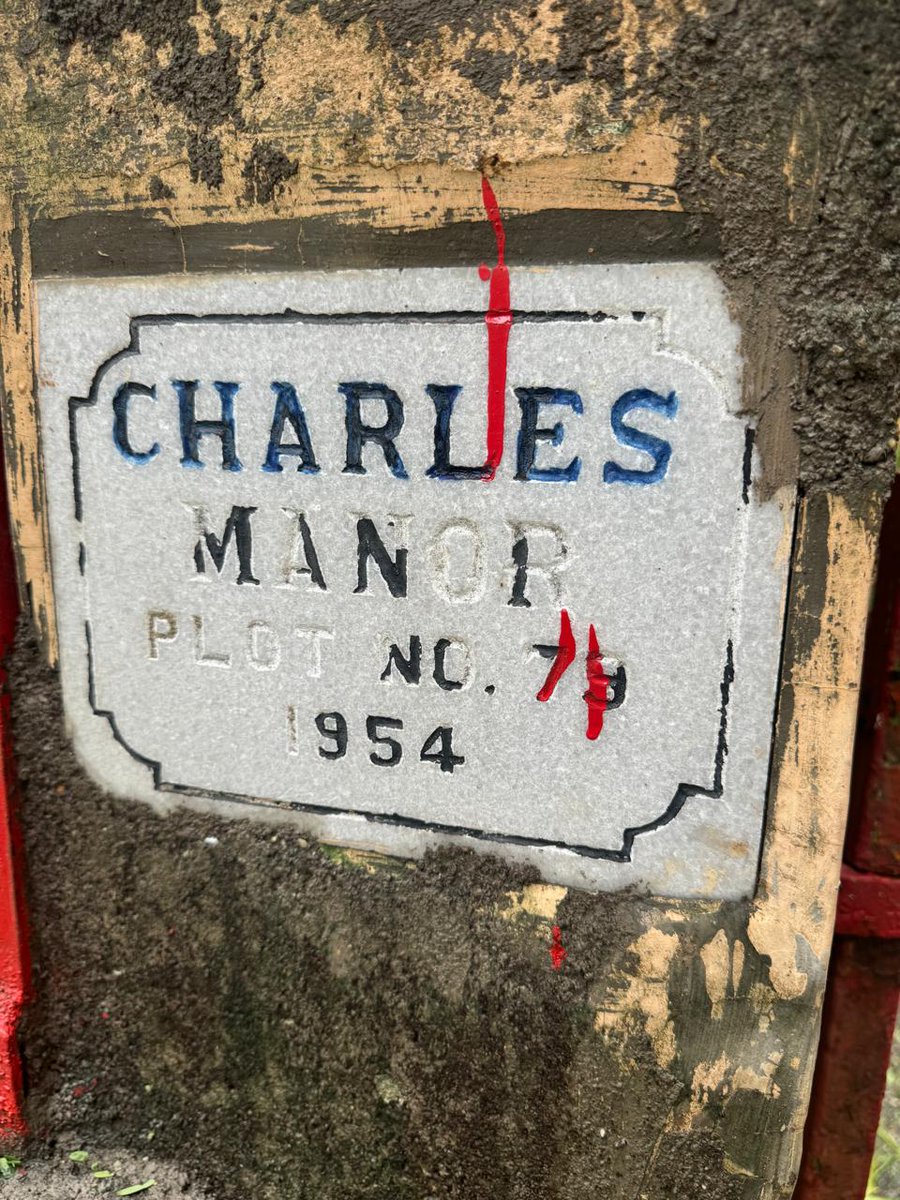 CHARLES
MANOR
PLOT NO.
1954